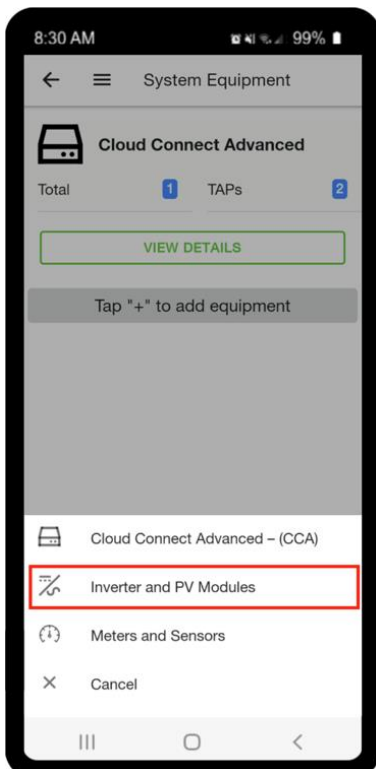 8:30 AM 99%
System Equipment
Cloud Connect Advanced
Total 1 TAPs 2
VIEW DETAILS
Tap "+" to add equipment
Cloud Connect Advanced – (CCA)
Inverter and PV Modules
Meters and Sensors
Cancel